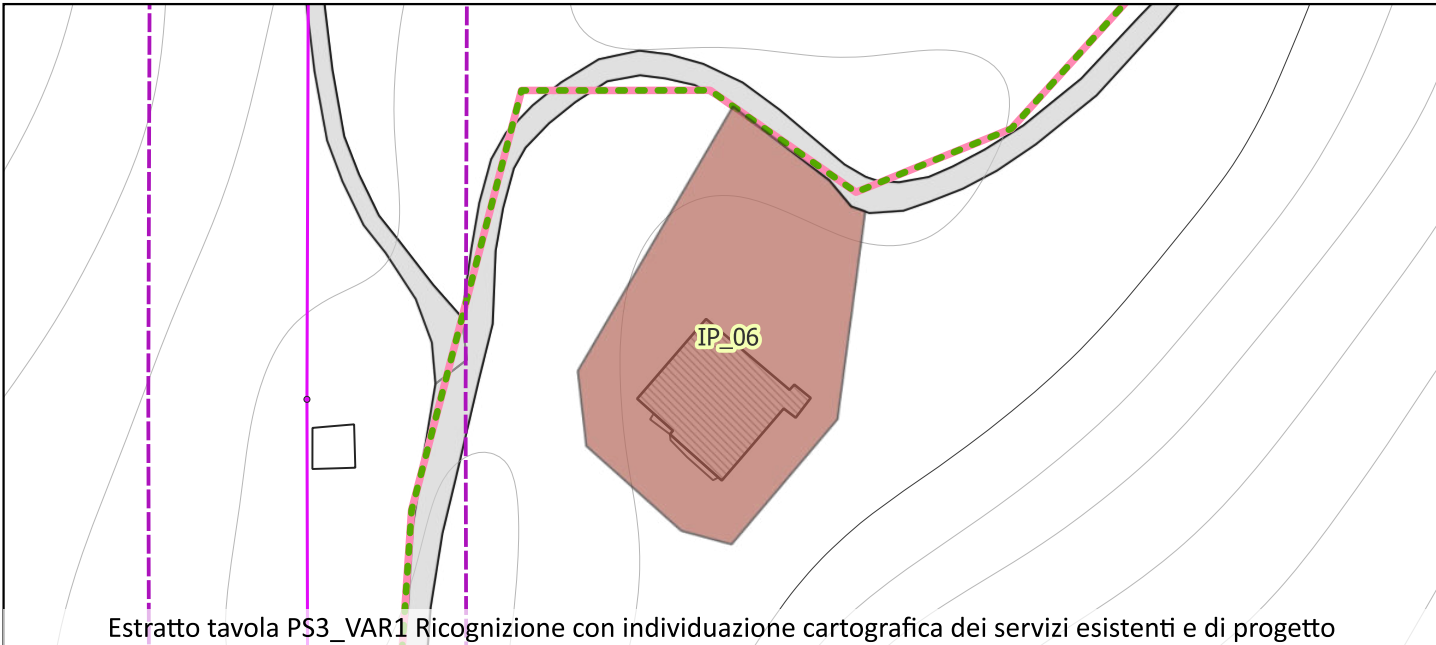 IP_06
Estratto tavola PS3_VAR1 Ricognizione con individuazione cartografica dei servizi esistenti e di progetto